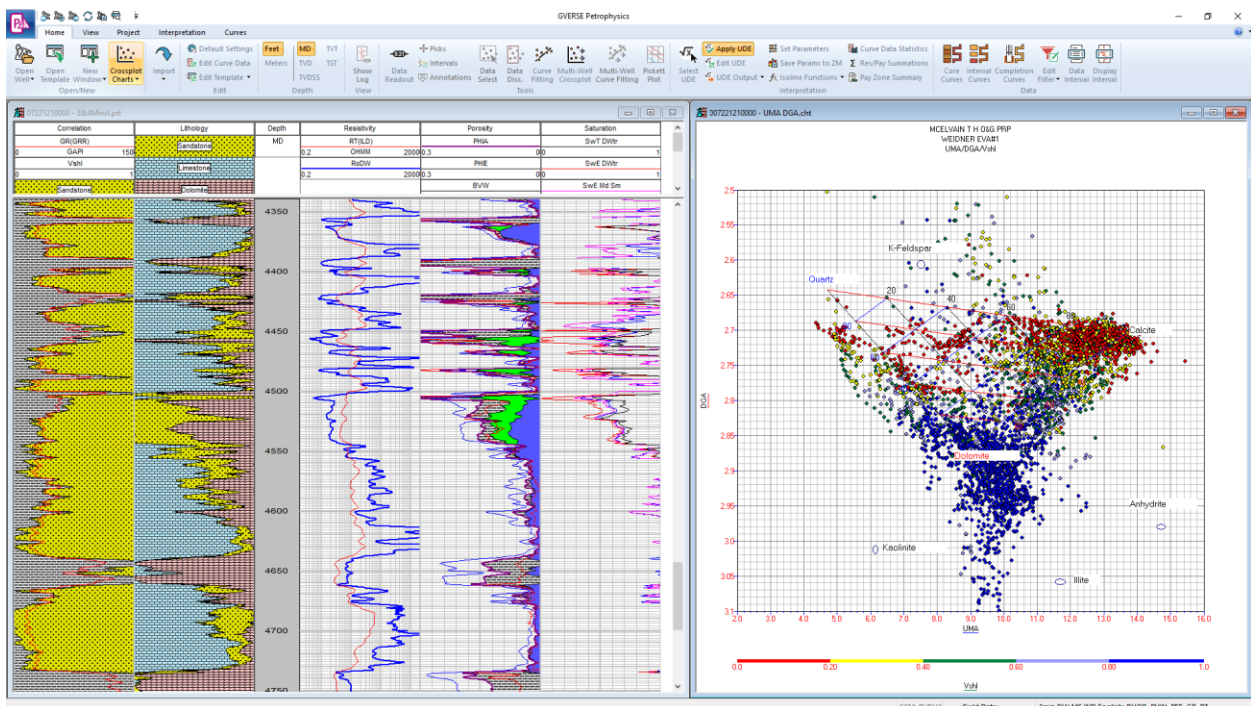 GVERSE Petrophysics
Home View Project Interpretation Curves
Open Well
Open Template
New Window
Crossplot Charts
Open/New
Import
Default Settings
Edit Curve Data
Edit Template
Edit
Feet
Meters
MD TVT
TVD TST
TVDSS
Depth
Show Log
View
Data Readout
Picks
Intervals
Annotations
Data Select
Data Disc.
Curve Fitting
Multi-Well Crossplot
Multi-Well Curve Fitting
Pickett Plot
Tools
Select UDE
Apply UDE
Edit UDE
UDE Output
Set Parameters
Save Params to ZM
Isoline Functions
Curve Data Statistics
Res/Pay Summations
Pay Zone Summary
Interpretation
Core Curves
Interval Curves
Completion Curves
Edit Filter
Data Interval
Display Interval
Data
007221210000 - UMA DGA.cht
Correlation Lithology Depth Resistivity Porosity Saturation
GR(GRR)
0 GAPI 150
Vshl
0 1
Sandstone
Sandstone
Limestone
Dolomite
MD
RT(ILD)
0.2 OHMM 2000
RoDW
0.2 2000
PHIA
0.3 0
PHIE
0.3 0
BVW
SwT DWtr
0 1
SwE DWtr
0 1
SwE Md Sm
4350
4400
4450
4500
4550
4600
4650
4700
4750
MCELVAIN T H O&G PRP
WEIDNER EVA#1
UMA/DGA/Vshl
2.5
2.55
2.6
2.65
2.7
2.75
2.8
2.85
2.9
2.95
3.0
3.05
3.1
DGA
K-Feldspar
Quartz
20
40
60
Calcite
Dolomite
Anhydrite
Kaolinite
Illite
2.0 3.0 4.0 5.0 6.0 7.0 8.0 9.0 10.0 11.0 12.0 13.0 14.0 15.0 16.0
UMA
0.0 0.20 0.40 0.60 0.80 1.0
Vshl